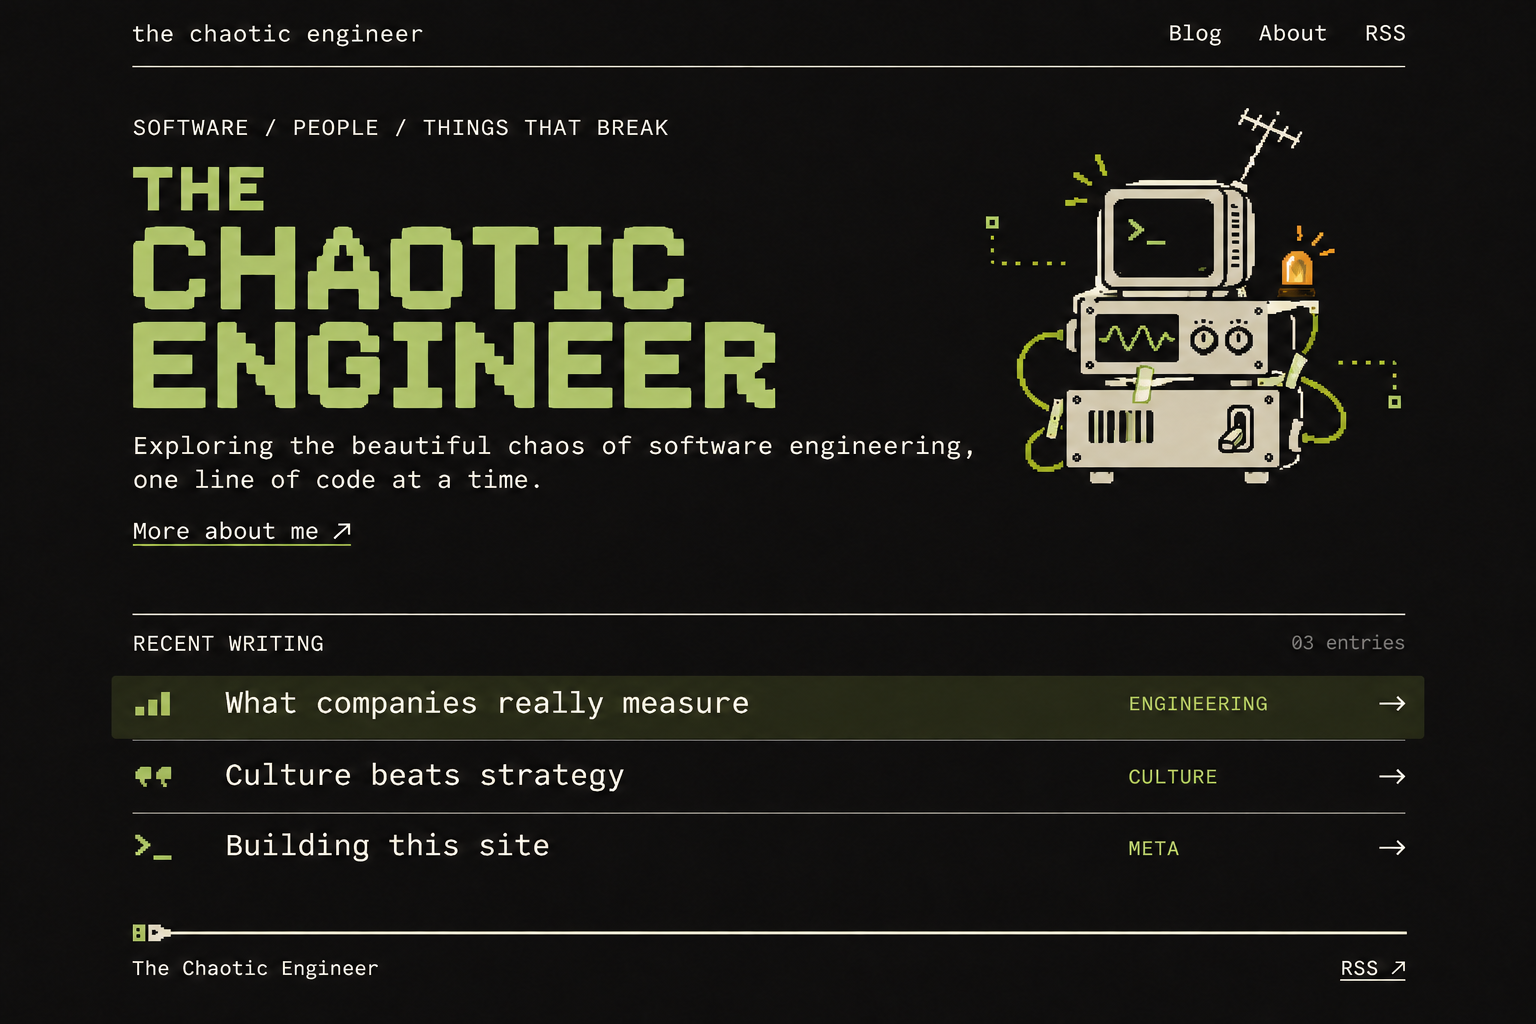 the chaotic engineer
Blog About RSS
SOFTWARE / PEOPLE / THINGS THAT BREAK
THE
CHAOTIC
ENGINEER
Exploring the beautiful chaos of software engineering,
one line of code at a time.
More about me ↗
>_
RECENT WRITING
03 entries
What companies really measure ENGINEERING →
Culture beats strategy CULTURE →
>_ Building this site META →
The Chaotic Engineer
RSS ↗